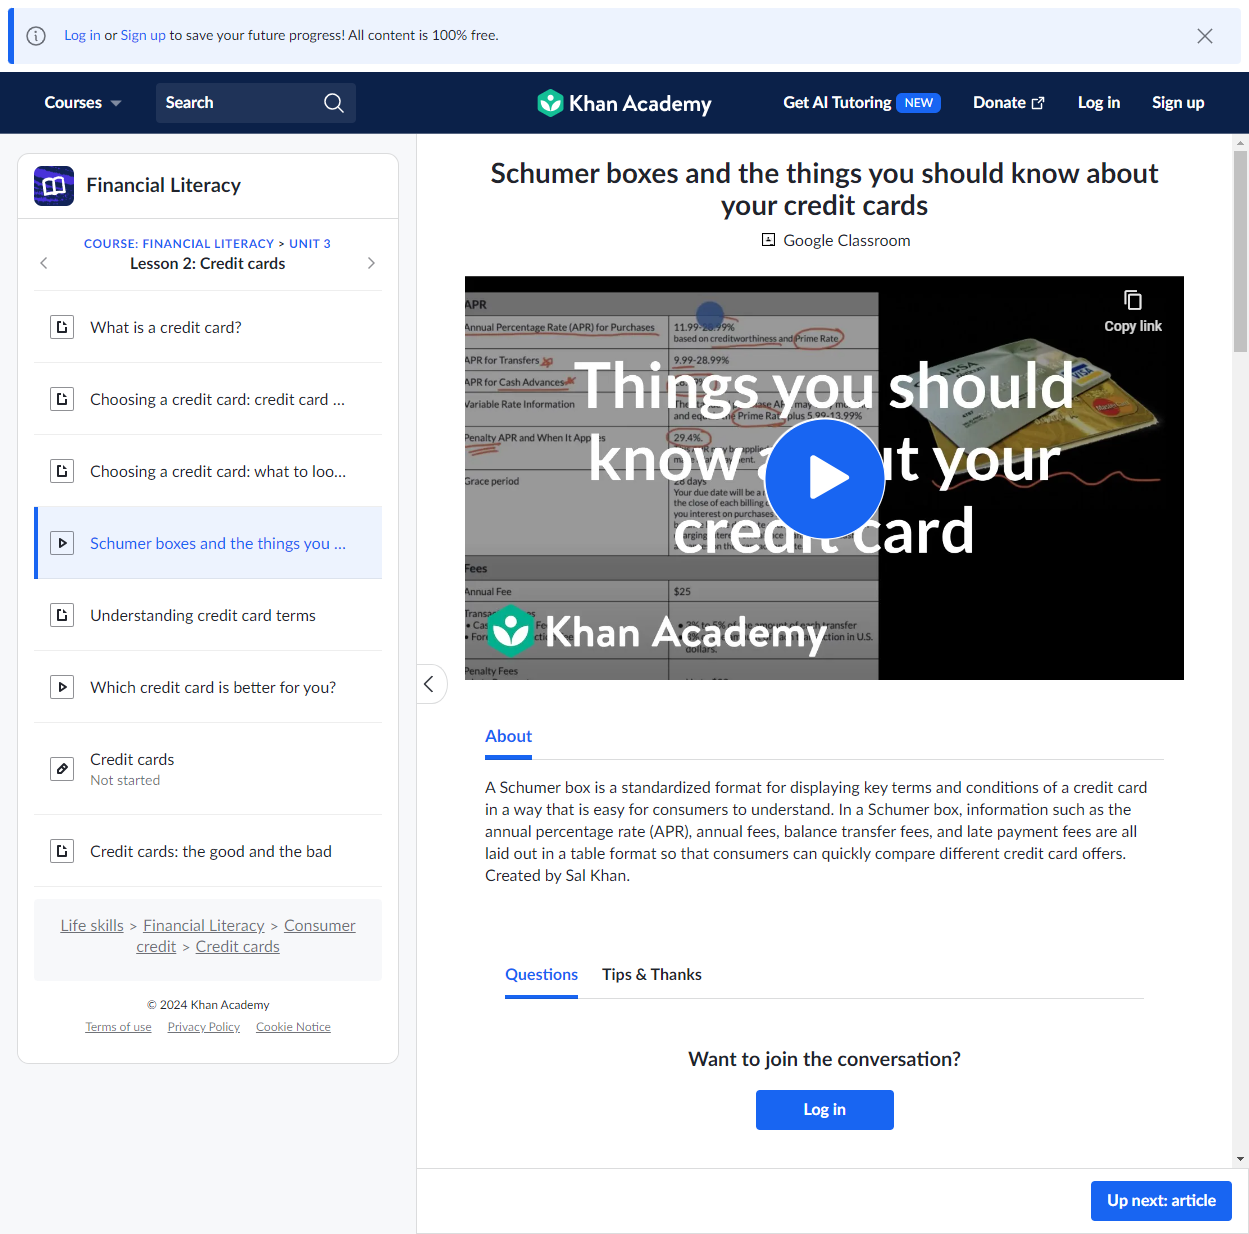 Log in or Sign up to save your future progress! All content is 100% free.
Courses
Search
Khan Academy
Get AI Tutoring NEW
Donate
Log in
Sign up
Financial Literacy
COURSE: FINANCIAL LITERACY > UNIT 3
Lesson 2: Credit cards
What is a credit card?
Choosing a credit card: credit card ...
Choosing a credit card: what to loo...
Schumer boxes and the things you ...
Understanding credit card terms
Which credit card is better for you?
Credit cards
Not started
Credit cards: the good and the bad
Life skills > Financial Literacy > Consumer
credit > Credit cards
© 2024 Khan Academy
Terms of use Privacy Policy Cookie Notice
Schumer boxes and the things you should know about
your credit cards
Google Classroom
Copy link
Things you should
know your
credit card
APR
Annual Percentage Rate (APR) for Purchases
based on creditworthiness and Prime Rate
APR for Transfers
9.99-28.99%
APR for Cash Advances
Variable Rate Information
Penalty APR and When It Applies
29.4%.
Grace period
Fees
Annual Fee
$25
Penalty Fees
Khan Academy
About
A Schumer box is a standardized format for displaying key terms and conditions of a credit card
in a way that is easy for consumers to understand. In a Schumer box, information such as the
annual percentage rate (APR), annual fees, balance transfer fees, and late payment fees are all
laid out in a table format so that consumers can quickly compare different credit card offers.
Created by Sal Khan.
Questions
Tips & Thanks
Want to join the conversation?
Log in
Up next: article